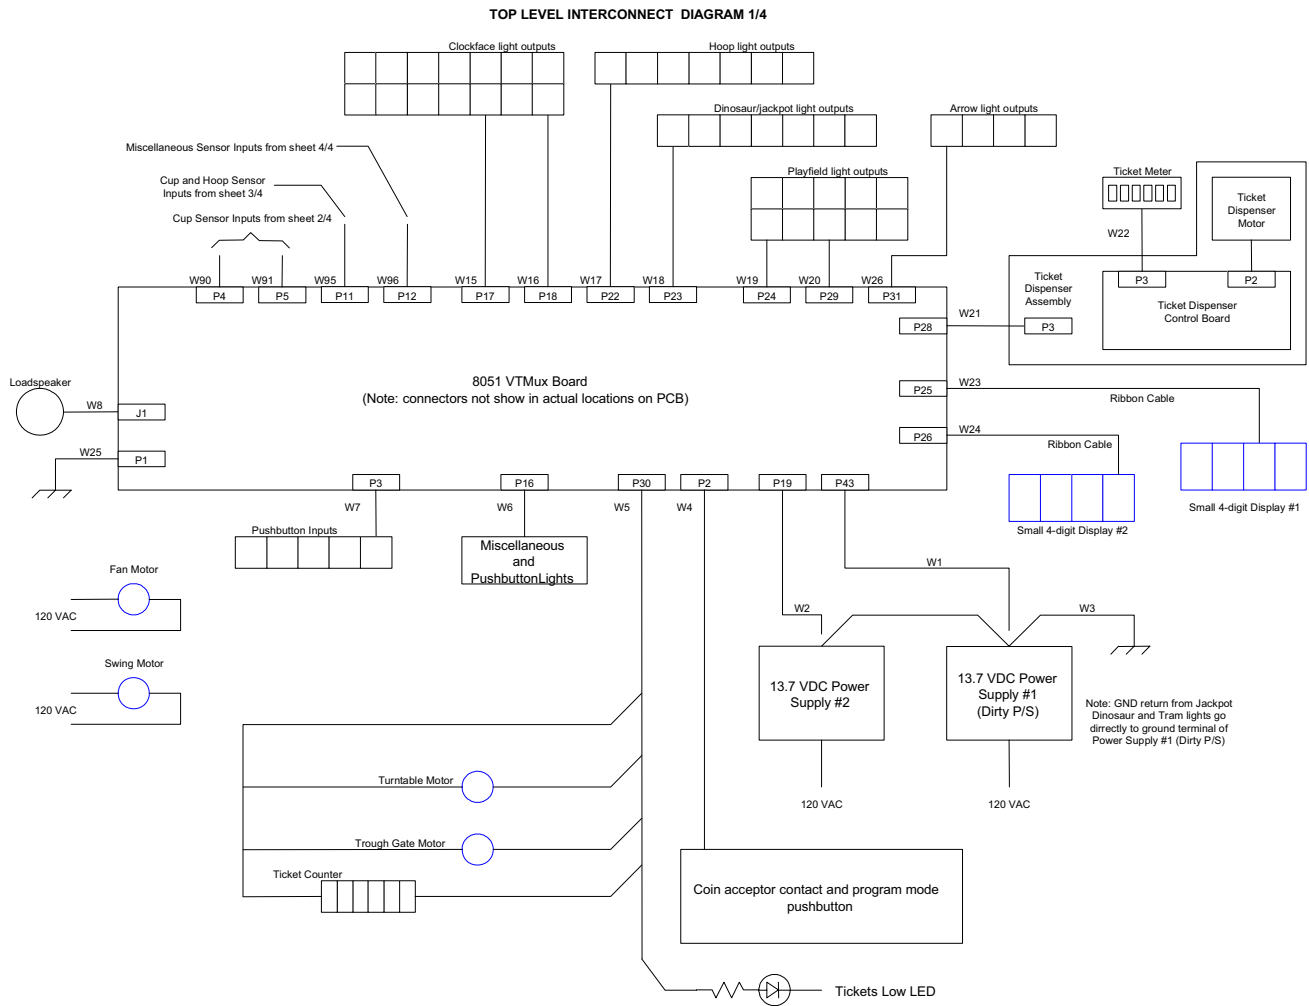 TOP LEVEL INTERCONNECT DIAGRAM 1/4
Clockface light outputs
Hoop light outputs
Dinosaur/jackpot light outputs
Arrow light outputs
Miscellaneous Sensor Inputs from sheet 4/4
Cup and Hoop Sensor
Inputs from sheet 3/4
Cup Sensor Inputs from sheet 2/4
Playfield light outputs
Ticket Meter
Ticket
Dispenser
Motor
W22
W90
W91
W95
W96
W15
W16
W17
W18
W19
W20
W26
P4
P5
P11
P12
P17
P18
P22
P23
P24
P29
P31
Ticket
Dispenser
Assembly
P3
P2
Ticket Dispenser
Control Board
P28
W21
P3
8051 VTMux Board
(Note: connectors not show in actual locations on PCB)
P25
W23
Ribbon Cable
P26
W24
Ribbon Cable
Loadspeaker
W8
J1
W25
P1
Small 4-digit Display #1
Small 4-digit Display #2
P3
P16
P30
P2
P19
P43
W7
W6
W5
W4
Pushbutton Inputs
Miscellaneous
and
PushbuttonLights
W1
W2
W3
Fan Motor
120 VAC
Swing Motor
120 VAC
13.7 VDC Power
Supply #2
13.7 VDC Power
Supply #1
(Dirty P/S)
Note: GND return from Jackpot
Dinosaur and Tram lights go
dirrectly to ground terminal of
Power Supply #1 (Dirty P/S)
120 VAC
120 VAC
Turntable Motor
Trough Gate Motor
Ticket Counter
Coin acceptor contact and program mode
pushbutton
Tickets Low LED